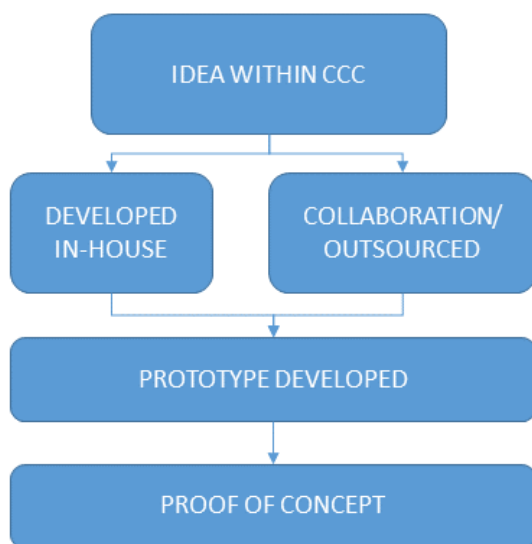 IDEA WITHIN CCC
DEVELOPED
IN-HOUSE
COLLABORATION/
OUTSOURCED
PROTOTYPE DEVELOPED
PROOF OF CONCEPT